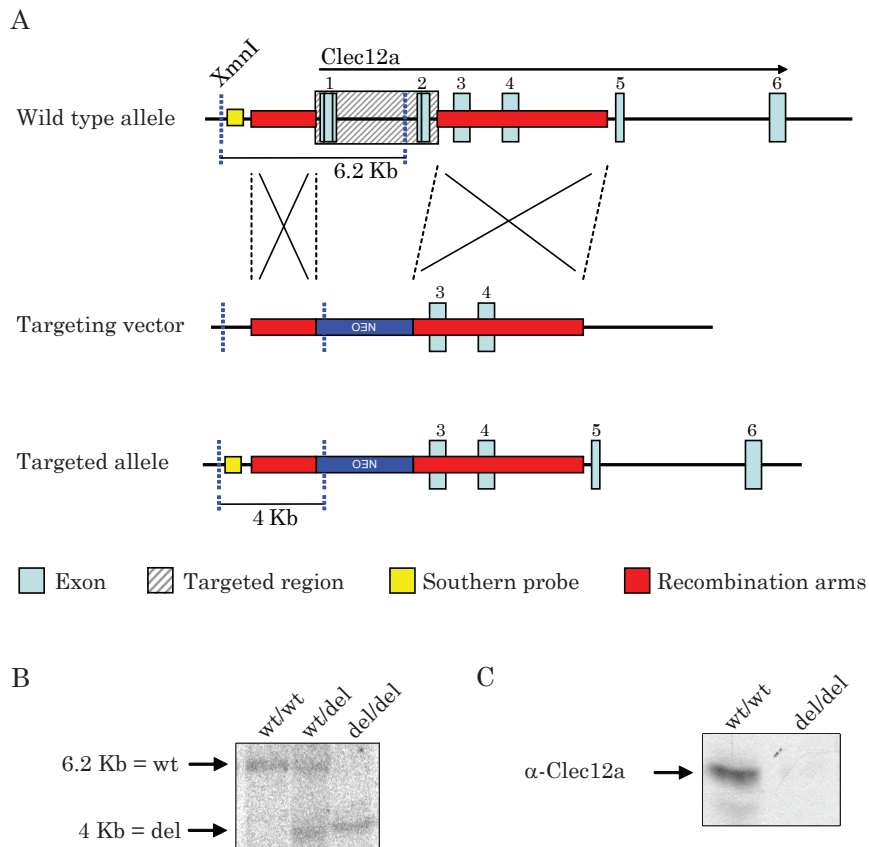 A
XmnI
Clec12a
1 2 3 4 5 6
Wild type allele
6.2 Kb
3 4
Targeting vector
NEO
3 4 5 6
Targeted allele
NEO
4 Kb
Exon Targeted region Southern probe Recombination arms
B
wt/wt wt/del del/del
6.2 Kb = wt
4 Kb = del
C
wt/wt del/del
α-Clec12a